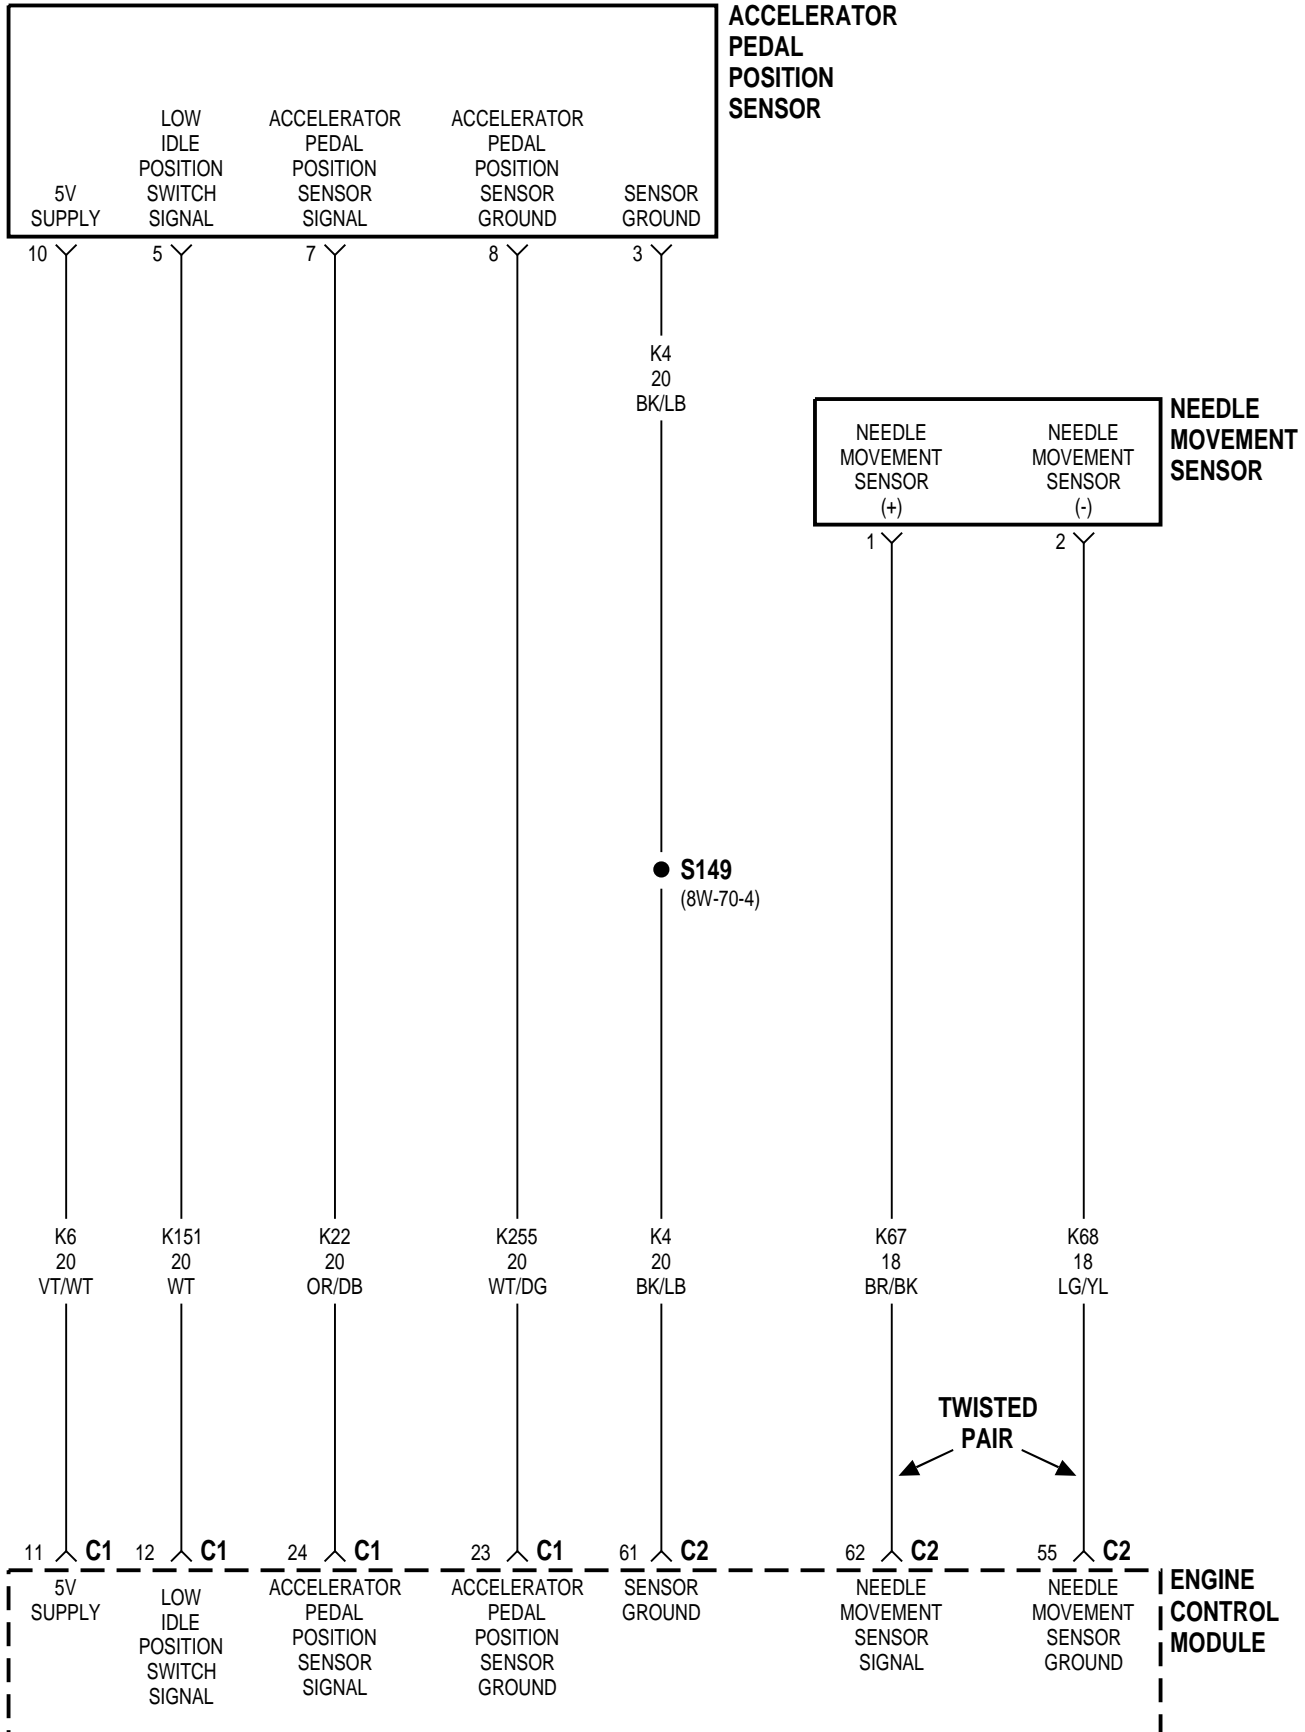 ACCELERATOR
PEDAL
POSITION
SENSOR
5V
SUPPLY
LOW
IDLE
POSITION
SWITCH
SIGNAL
ACCELERATOR
PEDAL
POSITION
SENSOR
SIGNAL
ACCELERATOR
PEDAL
POSITION
SENSOR
GROUND
SENSOR
GROUND
10
5
7
8
3
K4
20
BK/LB
NEEDLE
MOVEMENT
SENSOR
NEEDLE
MOVEMENT
SENSOR
(+)
NEEDLE
MOVEMENT
SENSOR
(-)
1
2
S149
(8W-70-4)
K6
20
VT/WT
K151
20
WT
K22
20
OR/DB
K255
20
WT/DG
K4
20
BK/LB
K67
18
BR/BK
K68
18
LG/YL
TWISTED
PAIR
11 C1
12 C1
24 C1
23 C1
61 C2
62 C2
55 C2
5V
SUPPLY
LOW
IDLE
POSITION
SWITCH
SIGNAL
ACCELERATOR
PEDAL
POSITION
SENSOR
SIGNAL
ACCELERATOR
PEDAL
POSITION
SENSOR
GROUND
SENSOR
GROUND
NEEDLE
MOVEMENT
SENSOR
SIGNAL
NEEDLE
MOVEMENT
SENSOR
GROUND
ENGINE
CONTROL
MODULE